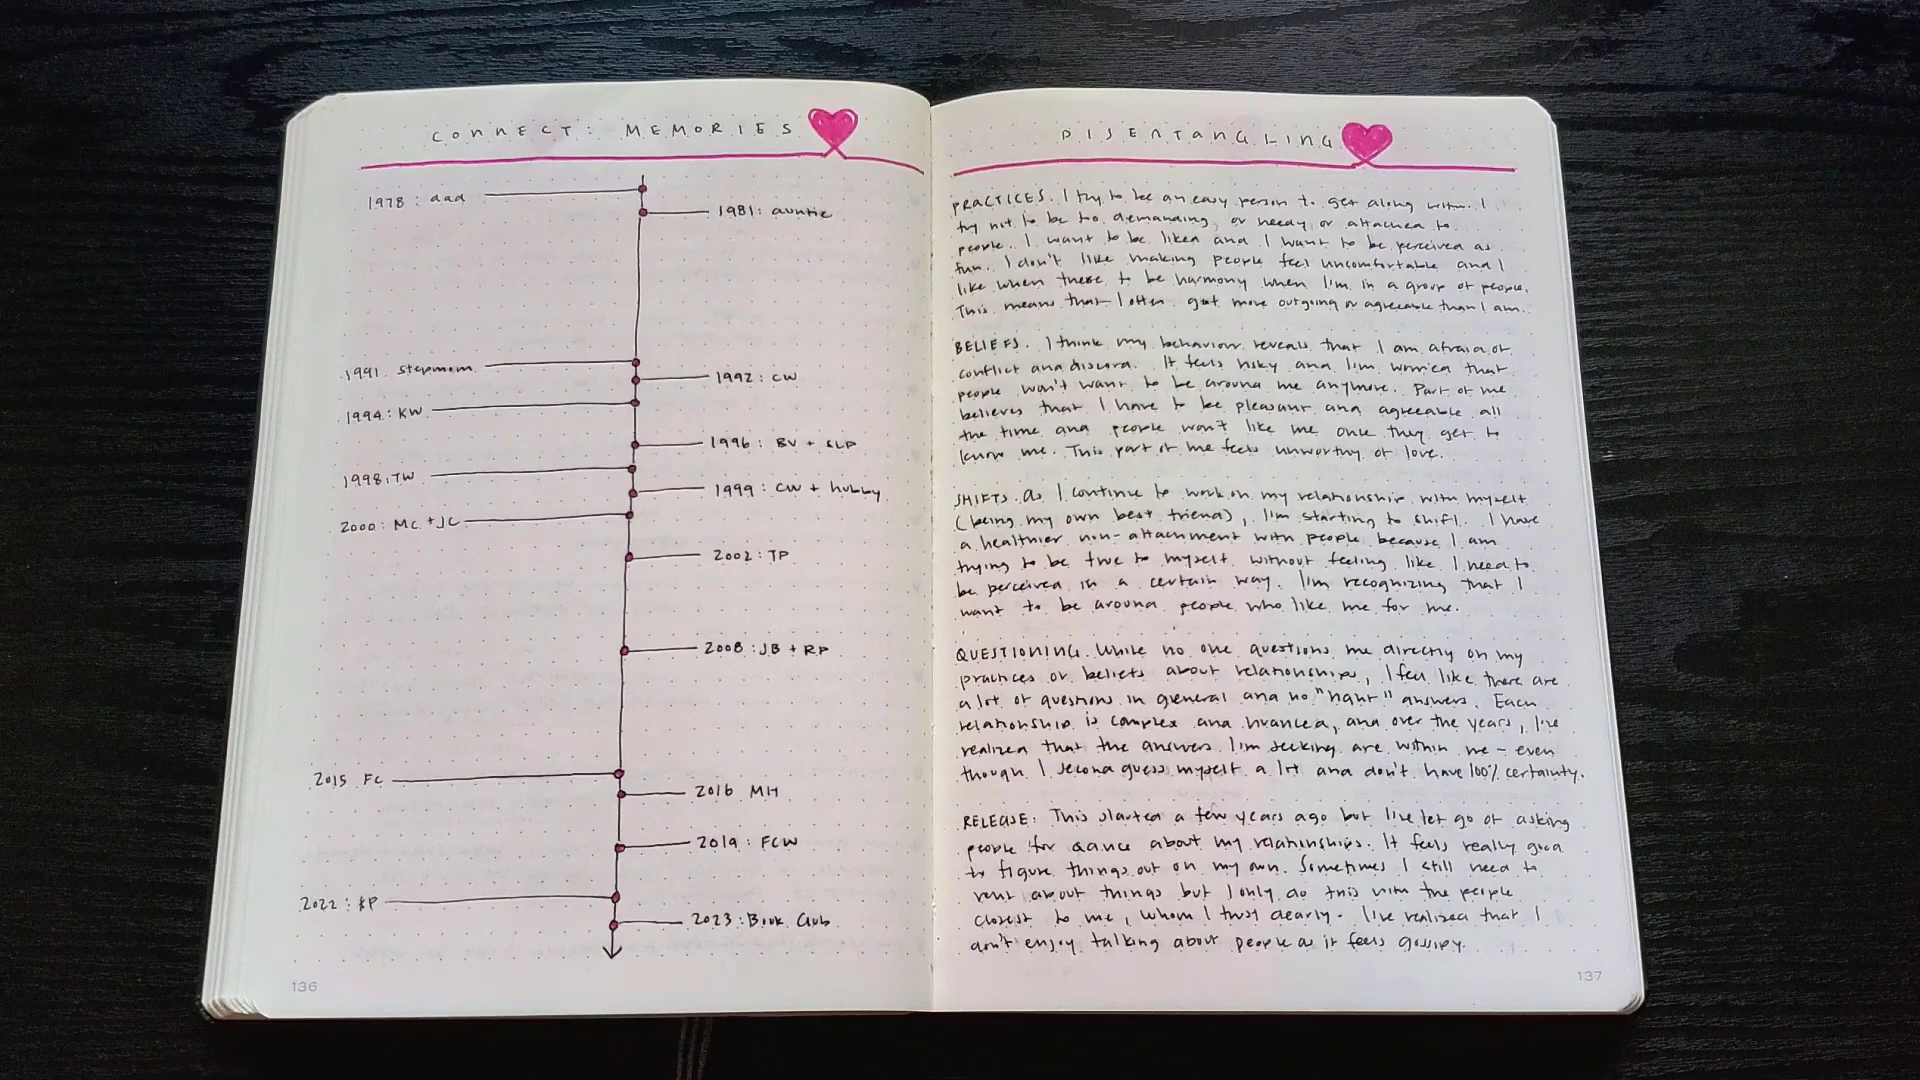 CONNECT: MEMORIES
1978: dad
1981: auntie
1991. stepmom
1992: CW
1994: KW
1996: BV + SLP
1998: TW
1999: CW + hubby
2000: MC + JC
2002: TP
2008: JB + RP
2015 FC
2016 MH
2019: FCW
2022: KP
2023: Book Club
136
DISENTANGLING
PRACTICES. I try to be an easy person to get along with. I
try not to be too demanding, or needy or attached to
people. I want to be liked and I want to be perceived as
fun. I don't like making people feel uncomfortable and I
like when there to be harmony when I'm in a group of people.
This means that I often get more outgoing or agreeable than I am.
BELIEFS. I think my behaviour reveals that I am afraid of
conflict and discord. It feels risky and I'm worried that
people won't want to be around me anymore. Part of me
believes that I have to be pleasant and agreeable all
the time and people won't like me once they get to
know me. This part of me feels unworthy of love.
SHIFTS. As I continue to work on my relationship with myself
(being my own best friend), I'm starting to shift. I have
a healthier non-attachment with people because I am
trying to be true to myself without feeling like I need to
be perceived in a certain way. I'm recognizing that I
want to be around people who like me for me.
QUESTIONING. While no one questions me directly on my
practices or beliefs about relationships, I feel like there are
a lot of questions in general and no "right" answers. Each
relationship is complex and nuanced, and over the years, I've
realized that the answers I'm seeking are within me - even
though I second guess myself a lot and don't have 100% certainty.
RELEASE: This started a few years ago but I've let go of asking
people for about my relationships. It feels really good
to figure things out on my own. Sometimes I still need to
vent about things but I only do this with the people
closest to me, whom I trust dearly. I've realized that I
don't enjoy talking about people as it feels gossipy.
137